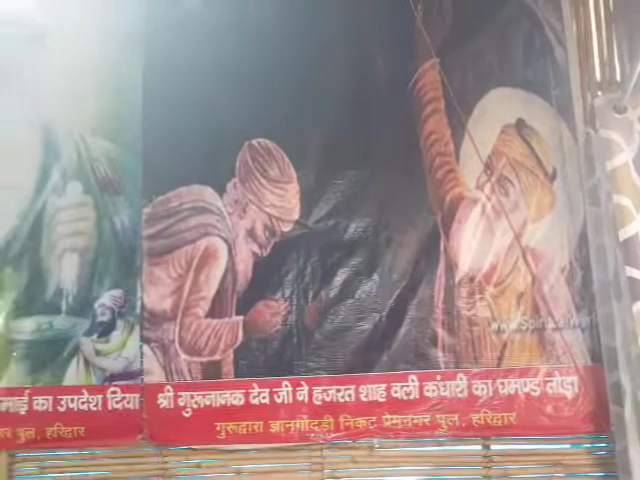 नाई का उपदेश दिया
पुल, हरिद्वार
श्री गुरूनानक देव जी ने हजरत शाह वली कंधारी का घमण्ड तोड़ा
गुरूद्वारा ज्ञानगोदड़ी निकट प्रेमनगर पुल, हरिद्वार